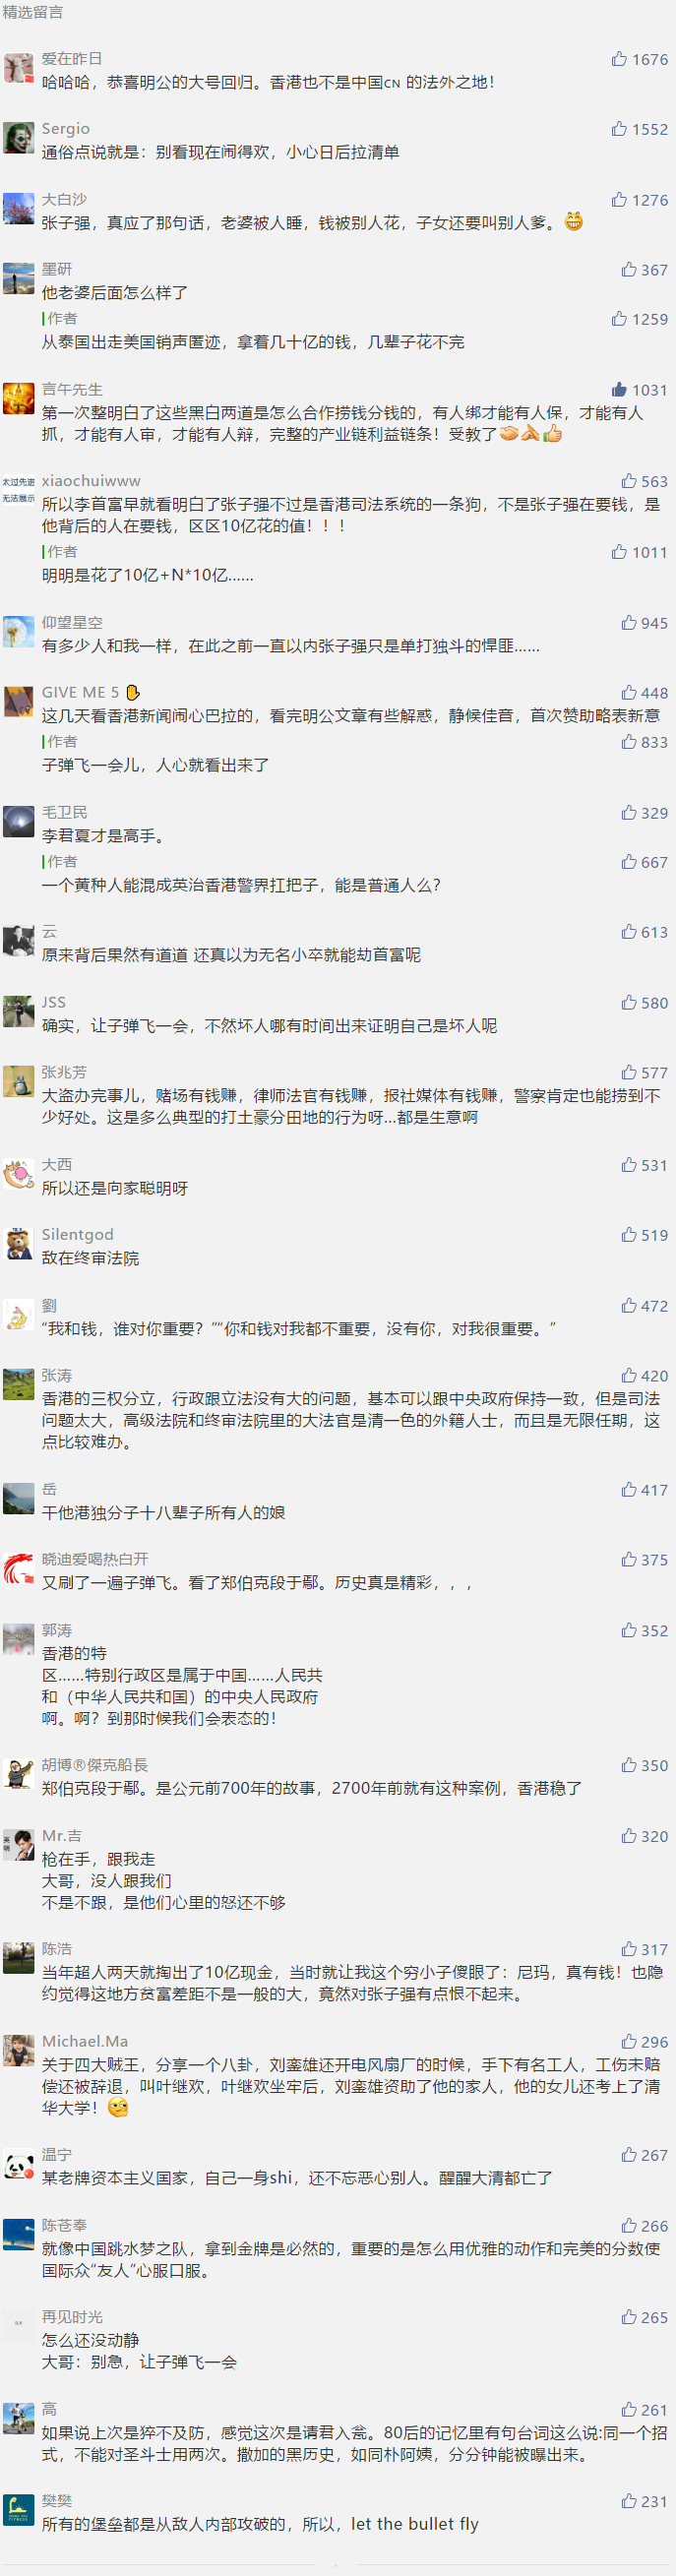 精选留言
爱在昨日 1676
哈哈哈，恭喜明公的大号回归。香港也不是中国CN 的法外之地！
Sergio 1552
通俗点说就是：别看现在闹得欢，小心日后拉清单
大白沙 1276
张子强，真应了那句话，老婆被人睡，钱被别人花，子女还要叫别人爹。😁
墨研 367
他老婆后面怎么样了
作者 1259
从泰国出走美国销声匿迹，拿着几十亿的钱，几辈子花不完
言午先生 1031
第一次整明白了这些黑白两道是怎么合作捞钱分钱的，有人绑才能有人保，才能有人
抓，才能有人审，才能有人辩，完整的产业链利益链条！受教了🤝🙏👍
太过先进
无法展示
xiaochuiwww 563
所以李首富早就看明白了张子强不过是香港司法系统的一条狗，不是张子强在要钱，是
他背后的人在要钱，区区10亿花的值！！！
作者 1011
明明是花了10亿+N*10亿......
仰望星空 945
有多少人和我一样，在此之前一直以内张子强只是单打独斗的悍匪......
GIVE ME 5 ✋ 448
这几天看香港新闻闹心巴拉的，看完明公文章有些解惑，静候佳音，首次赞助略表新意
作者 833
子弹飞一会儿，人心就看出来了
毛卫民 329
李君夏才是高手。
作者 667
一个黄种人能混成英治香港警界扛把子，能是普通人么？
云 613
原来背后果然有道道 还真以为无名小卒就能劫首富呢
JSS 580
确实，让子弹飞一会，不然坏人哪有时间出来证明自己是坏人呢
张兆芳 577
大盗办完事儿，赌场有钱赚，律师法官有钱赚，报社媒体有钱赚，警察肯定也能捞到不
少好处。这是多么典型的打土豪分田地的行为呀...都是生意啊
大西 531
所以还是向家聪明呀
Silentgod 519
敌在终审法院
劉 472
“我和钱，谁对你重要？”“你和钱对我都不重要，没有你，对我很重要。”
张涛 420
香港的三权分立，行政跟立法没有大的问题，基本可以跟中央政府保持一致，但是司法
问题太大，高级法院和终审法院里的大法官是清一色的外籍人士，而且是无限任期，这
点比较难办。
岳 417
干他港独分子十八辈子所有人的娘
晓迪爱喝热白开 375
又刷了一遍子弹飞。看了郑伯克段于鄢。历史真是精彩，，，
郭涛 352
香港的特
区......特别行政区是属于中国......人民共
和（中华人民共和国）的中央人民政府
啊。啊？到那时候我们会表态的！
胡博®傑克船長 350
郑伯克段于鄢。是公元前700年的故事，2700年前就有这种案例，香港稳了
Mr.吉 320
枪在手，跟我走
大哥，没人跟我们
不是不跟，是他们心里的怒还不够
陈浩 317
当年超人两天就掏出了10亿现金，当时就让我这个穷小子傻眼了：尼玛，真有钱！也隐
约觉得这地方贫富差距不是一般的大，竟然对张子强有点恨不起来。
Michael.Ma 296
关于四大贼王，分享一个八卦，刘銮雄还开电风扇厂的时候，手下有名工人，工伤未赔
偿还被辞退，叫叶继欢，叶继欢坐牢后，刘銮雄资助了他的家人，他的女儿还考上了清
华大学！🧐
温宁 267
某老牌资本主义国家，自己一身shi，还不忘恶心别人。醒醒大清都亡了
陈苍奉 266
就像中国跳水梦之队，拿到金牌是必然的，重要的是怎么用优雅的动作和完美的分数使
国际众“友人”心服口服。
再见时光 265
怎么还没动静
大哥：别急，让子弹飞一会
高 261
如果说上次是猝不及防，感觉这次是请君入瓮。80后的记忆里有句台词这么说:同一个招
式，不能对圣斗士用两次。撒加的黑历史，如同朴阿姨，分分钟能被曝出来。
樊樊 231
所有的堡垒都是从敌人内部攻破的，所以，let the bullet fly